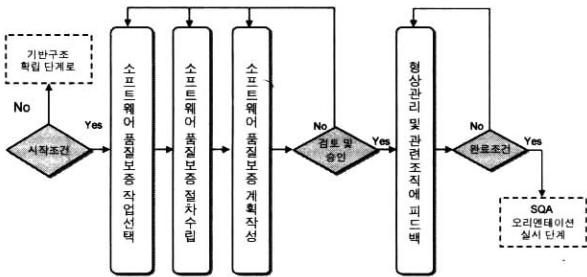 기반구조
확립 단계로
No
시작조건
Yes
소프트웨어 품질보증 작업선택
소프트웨어 품질보증 절차수립
소프트웨어 품질보증 계획작성
No
검토 및
승인
Yes
형상관리 및 관련조직에 피드백
No
완료조건
Yes
SQA
오리엔테이션
실시 단계